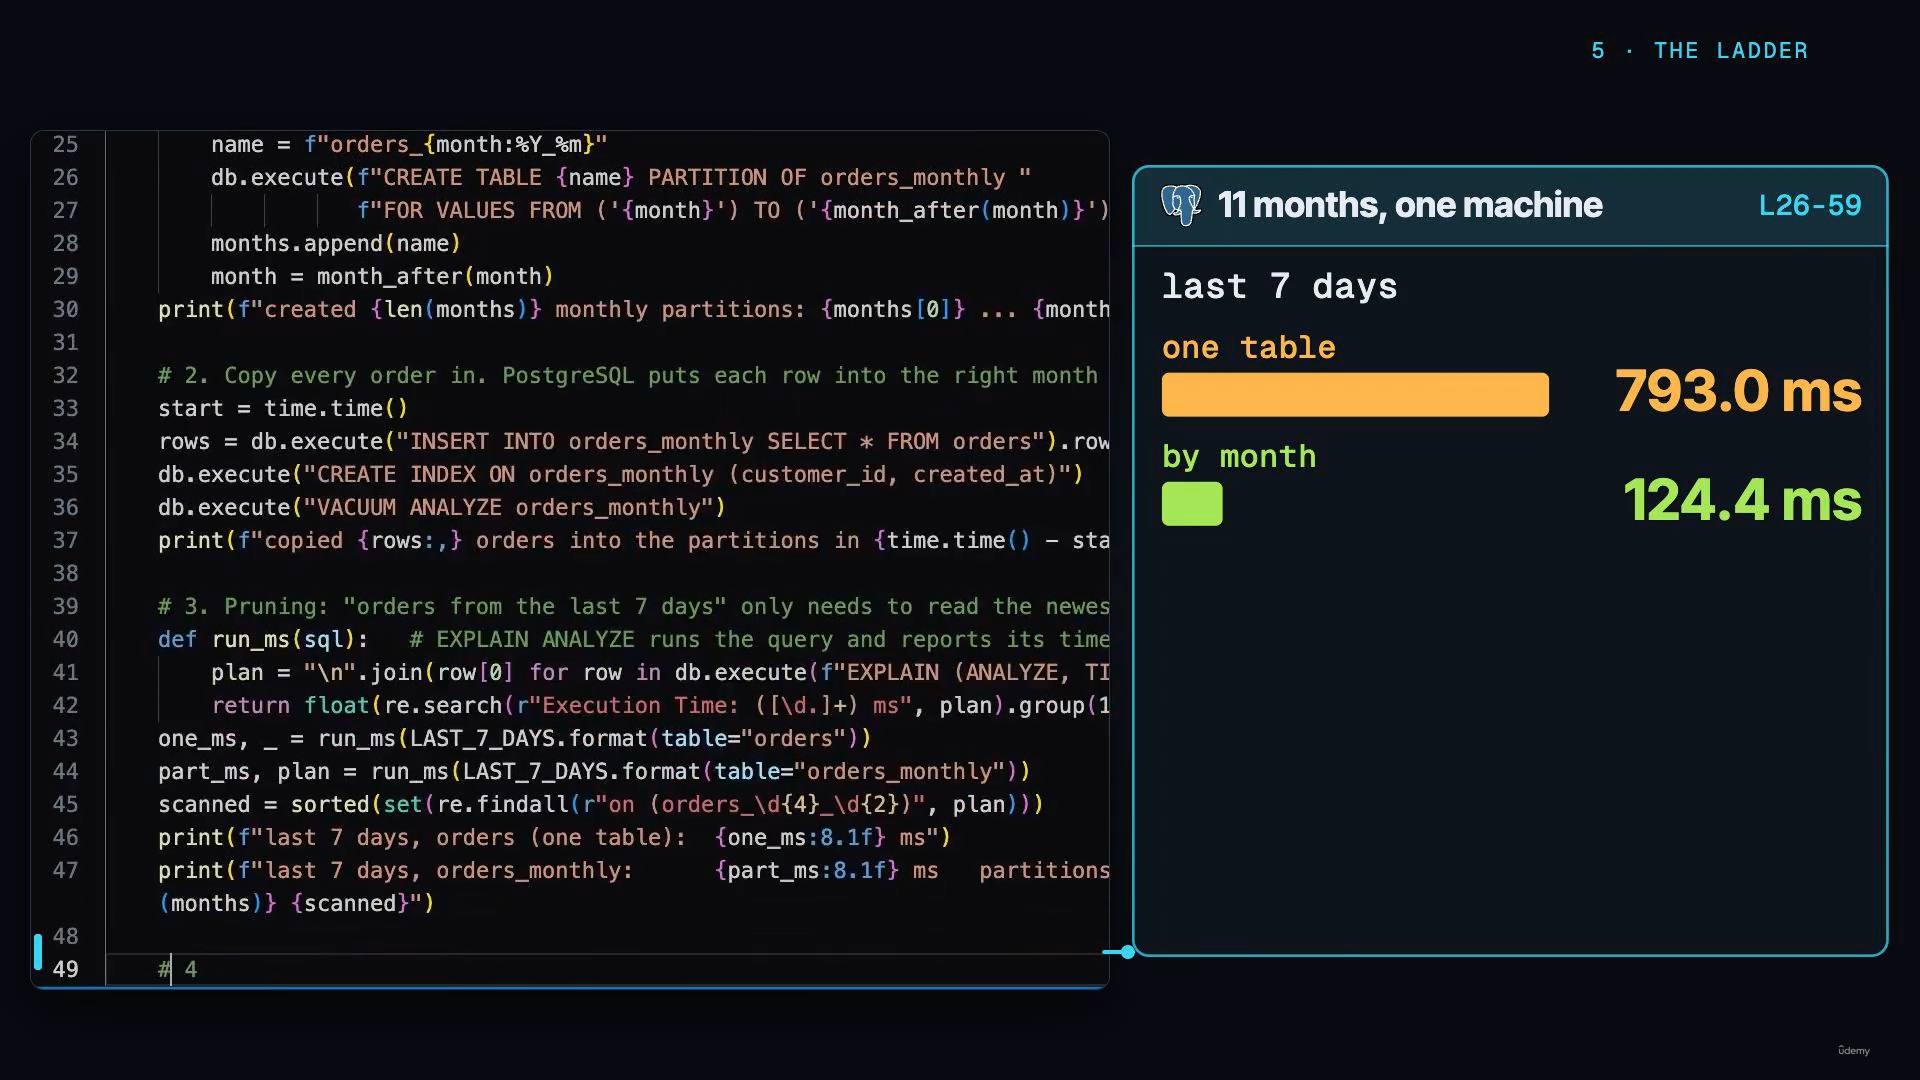 5 · THE LADDER
25 name = f"orders_{month:%Y_%m}"
26 db.execute(f"CREATE TABLE {name} PARTITION OF orders_monthly "
27 f"FOR VALUES FROM ('{month}') TO ('{month_after(month)}')
28 months.append(name)
29 month = month_after(month)
30 print(f"created {len(months)} monthly partitions: {months[0]} ... {month
31
32 # 2. Copy every order in. PostgreSQL puts each row into the right month
33 start = time.time()
34 rows = db.execute("INSERT INTO orders_monthly SELECT * FROM orders").row
35 db.execute("CREATE INDEX ON orders_monthly (customer_id, created_at)")
36 db.execute("VACUUM ANALYZE orders_monthly")
37 print(f"copied {rows:,} orders into the partitions in {time.time() - sta
38
39 # 3. Pruning: "orders from the last 7 days" only needs to read the newes
40 def run_ms(sql): # EXPLAIN ANALYZE runs the query and reports its time
41 plan = "\n".join(row[0] for row in db.execute(f"EXPLAIN (ANALYZE, TI
42 return float(re.search(r"Execution Time: ([\d.]+) ms", plan).group(1
43 one_ms, _ = run_ms(LAST_7_DAYS.format(table="orders"))
44 part_ms, plan = run_ms(LAST_7_DAYS.format(table="orders_monthly"))
45 scanned = sorted(set(re.findall(r"on (orders_\d{4}_\d{2})", plan)))
46 print(f"last 7 days, orders (one table): {one_ms:8.1f} ms")
47 print(f"last 7 days, orders_monthly: {part_ms:8.1f} ms partitions
(months)} {scanned}")
48
49 # 4
11 months, one machine L26-59
last 7 days
one table
793.0 ms
by month
124.4 ms
ûdemy